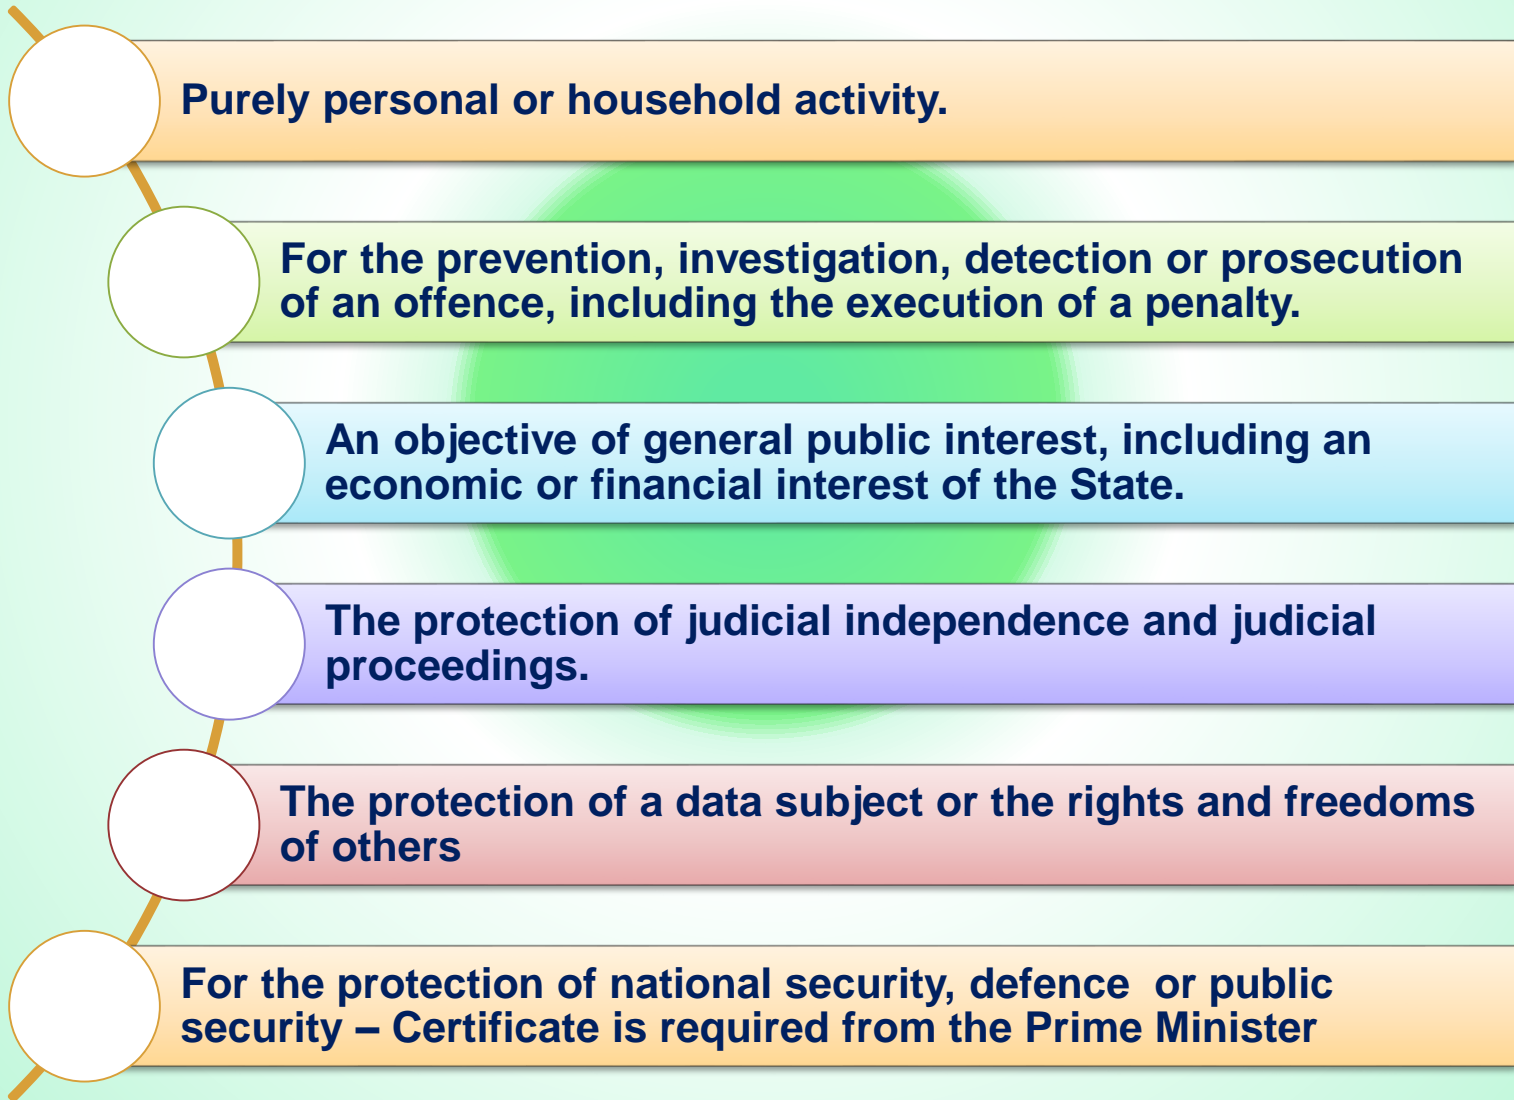 Purely personal or household activity.
For the prevention, investigation, detection or prosecution
of an offence, including the execution of a penalty.
An objective of general public interest, including an
economic or financial interest of the State.
The protection of judicial independence and judicial
proceedings.
The protection of a data subject or the rights and freedoms
of others
For the protection of national security, defence  or public
security – Certificate is required from the Prime Minister